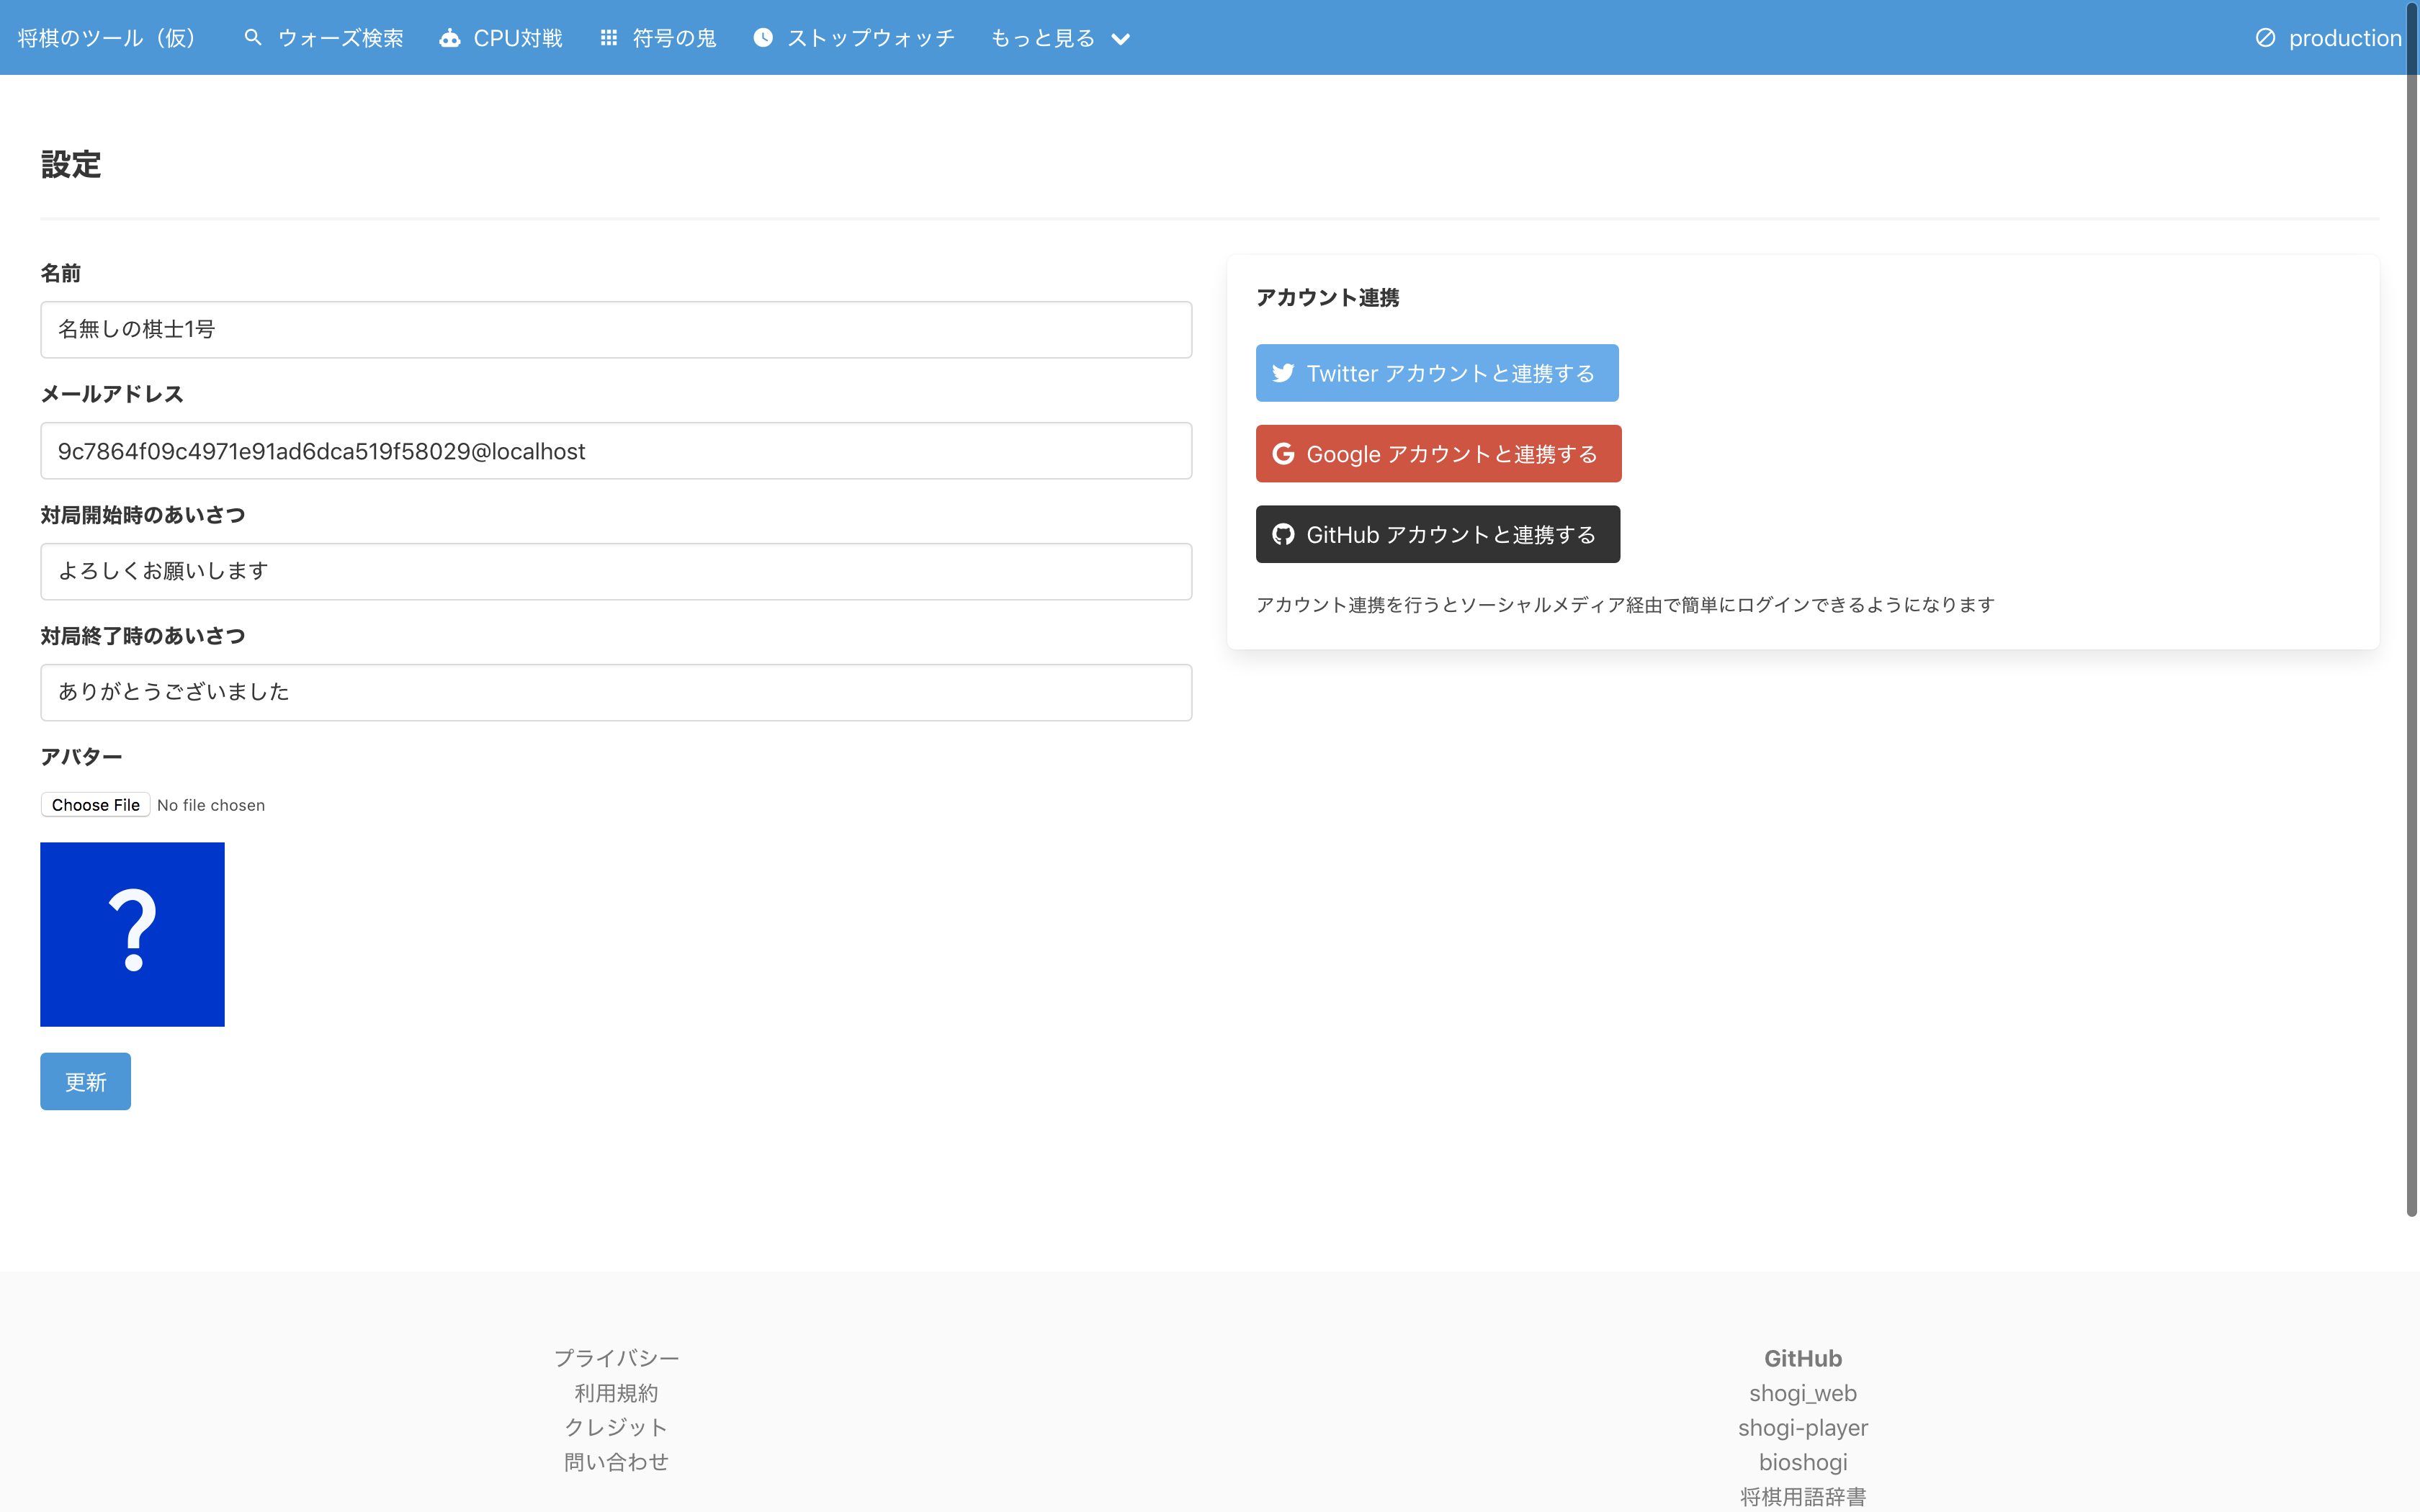 将棋のツール（仮） ウォーズ検索 CPU対戦 符号の鬼 ストップウォッチ もっと見る production
設定
名前
名無しの棋士1号
メールアドレス
9c7864f09c4971e91ad6dca519f58029@localhost
対局開始時のあいさつ
よろしくお願いします
対局終了時のあいさつ
ありがとうございました
アバター
Choose File No file chosen
?
更新
アカウント連携
Twitter アカウントと連携する
Google アカウントと連携する
GitHub アカウントと連携する
アカウント連携を行うとソーシャルメディア経由で簡単にログインできるようになります
プライバシー
利用規約
クレジット
問い合わせ
GitHub
shogi_web
shogi-player
bioshogi
将棋用語辞書